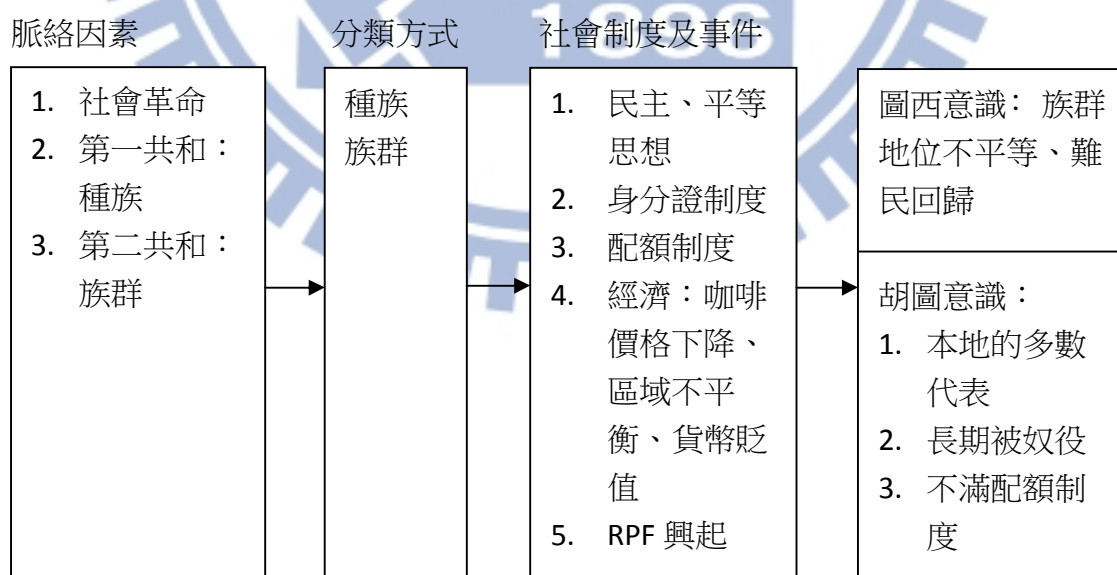 脈絡因素
分類方式
社會制度及事件
1. 社會革命
2. 第一共和：
種族
3. 第二共和：
族群
種族
族群
1. 民主、平等
思想
2. 身分證制度
3. 配額制度
4. 經濟：咖啡
價格下降、
區域不平
衡、貨幣貶
值
5. RPF 興起
圖西意識： 族群
地位不平等、難
民回歸
胡圖意識：
1. 本地的多數
代表
2. 長期被奴役
3. 不滿配額制
度
1896